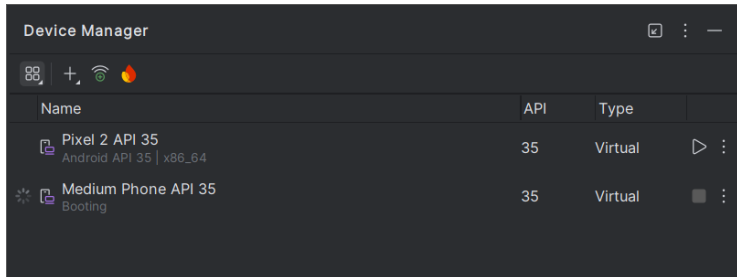 Device Manager
Name API Type
Pixel 2 API 35
Android API 35 | x86_64
35 Virtual
Medium Phone API 35
Booting
35 Virtual